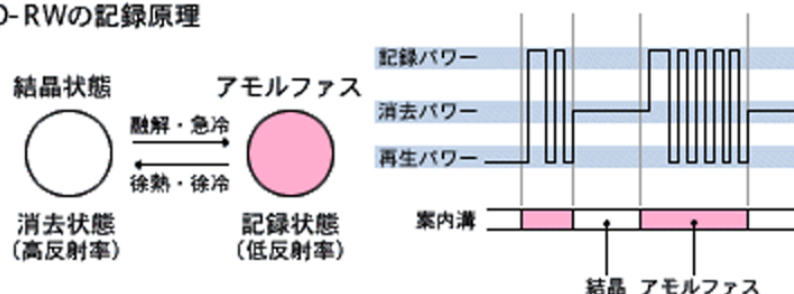 D-RWの記録原理
結晶状態
アモルファス
融解・急冷
徐熱・徐冷
消去状態
(高反射率)
記録状態
(低反射率)
記録パワー
消去パワー
再生パワー
案内溝
結晶 アモルファス